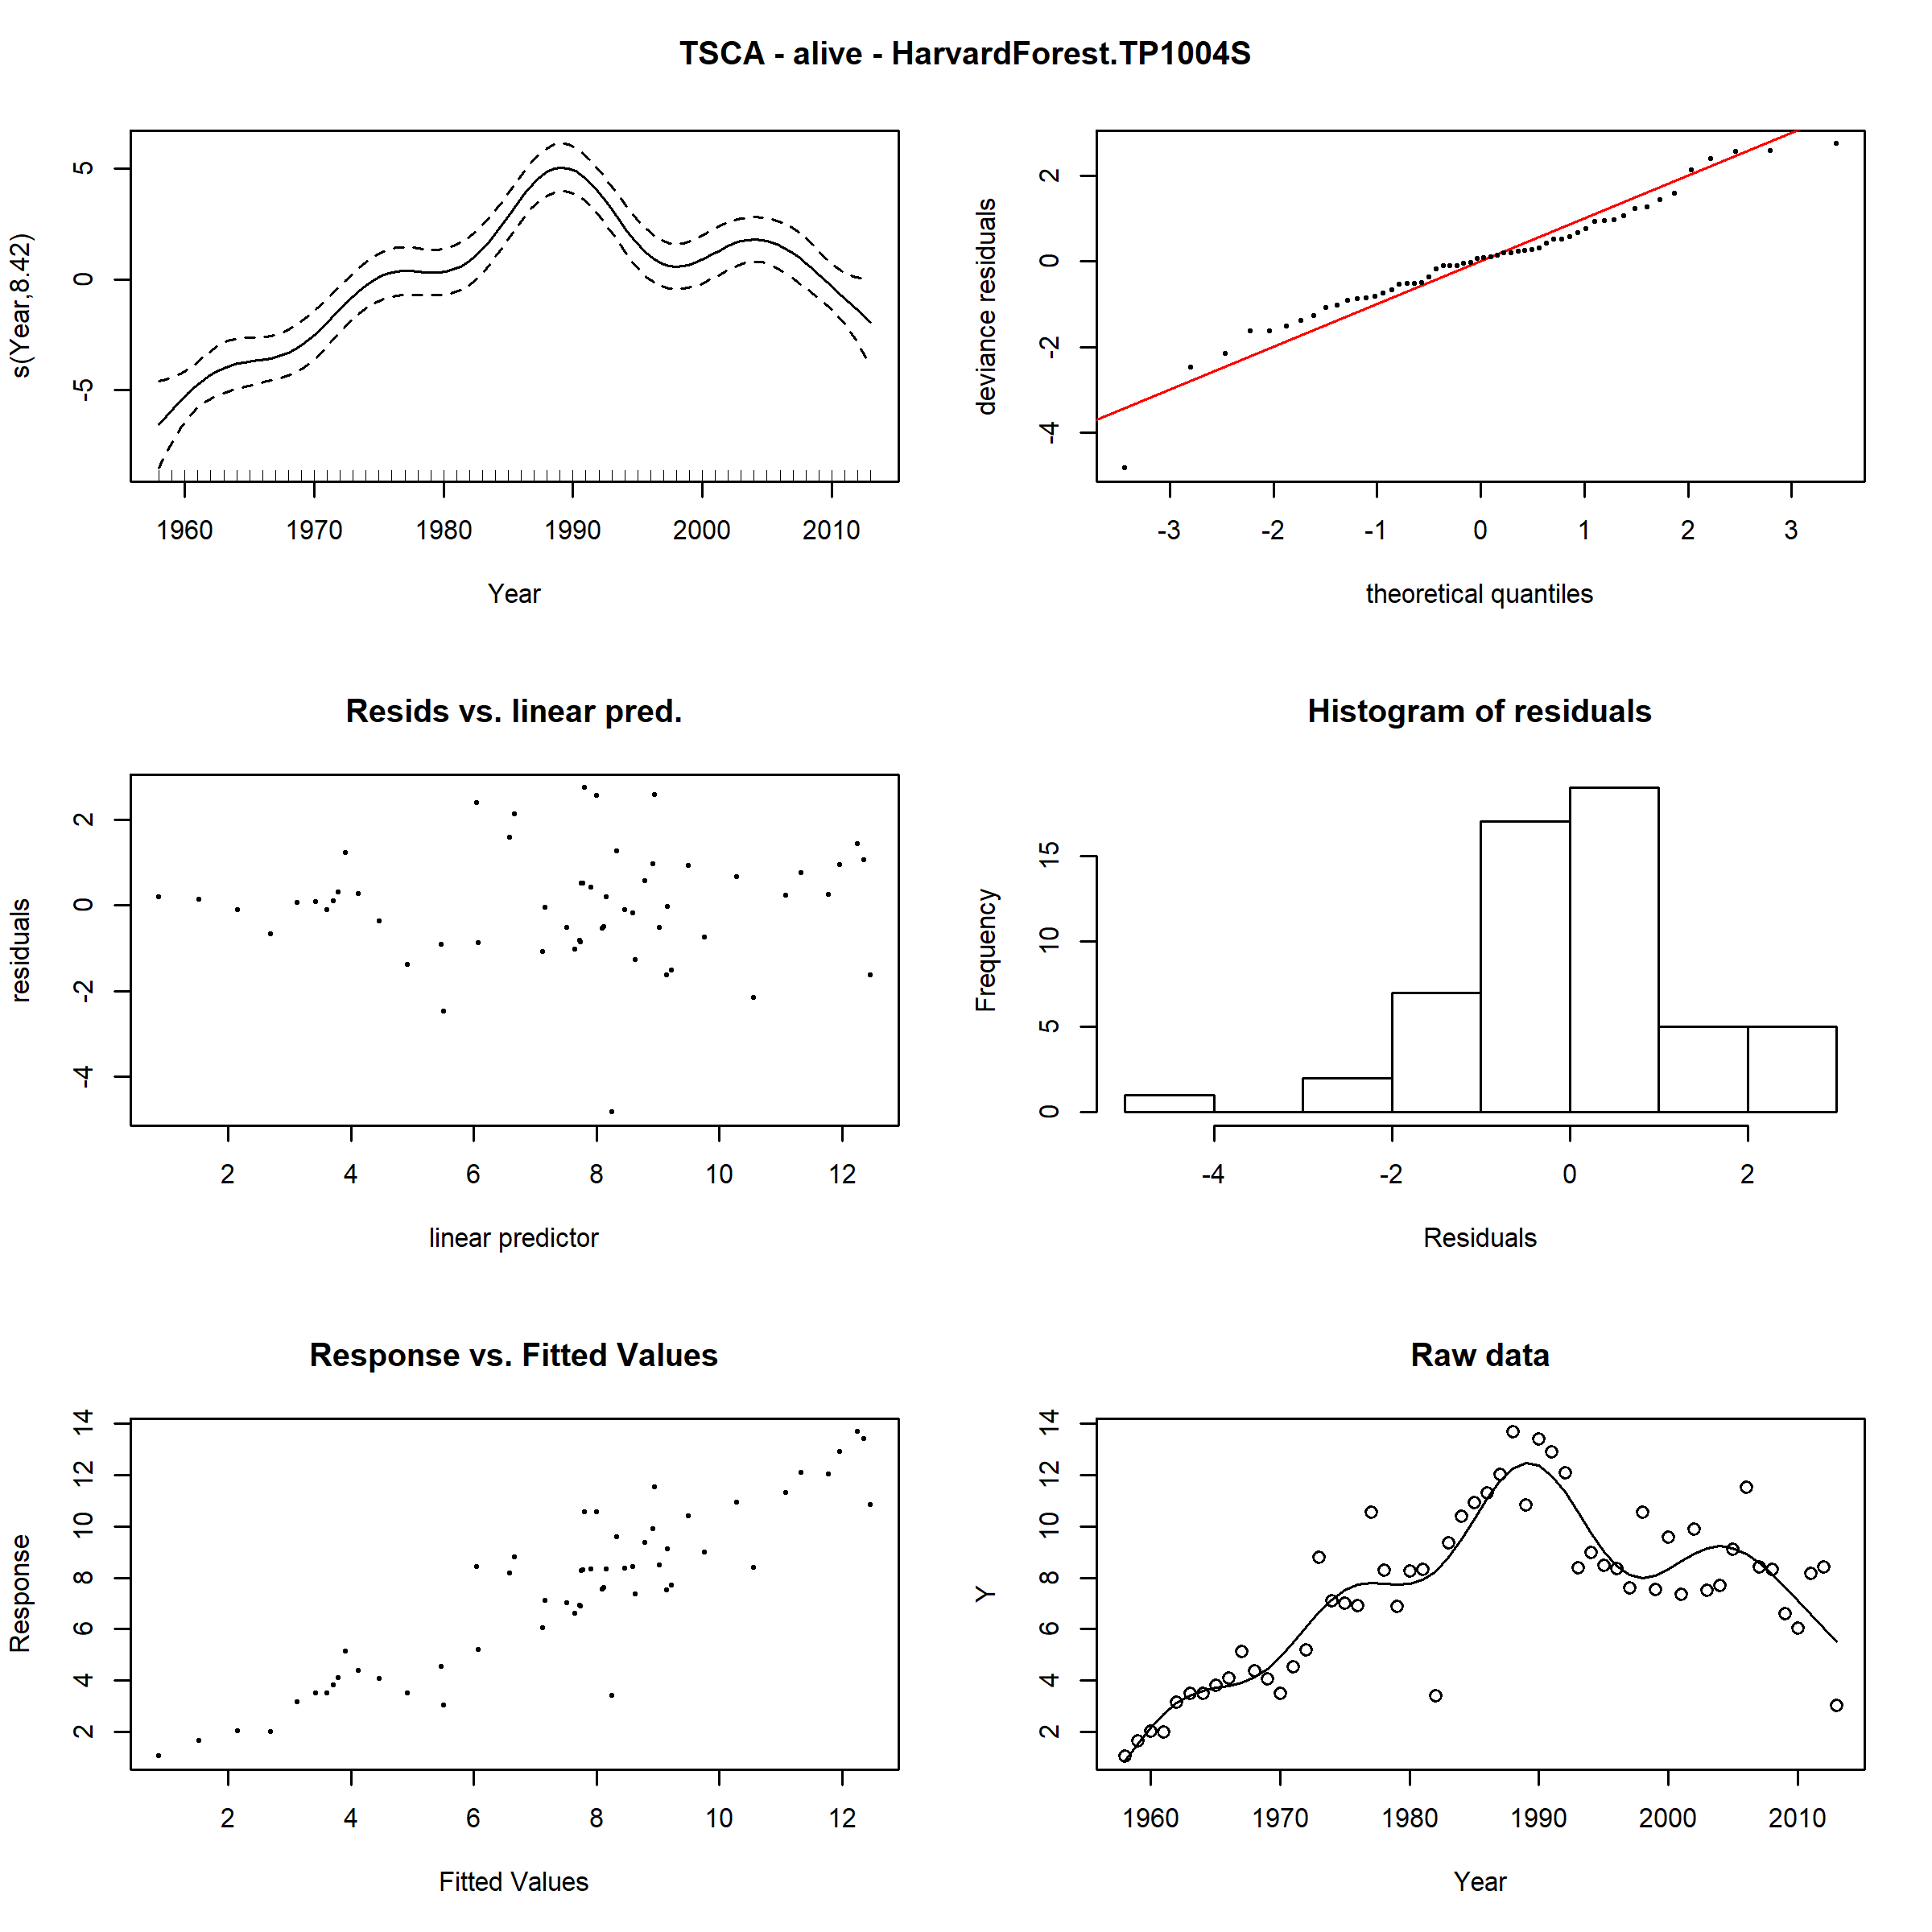 TSCA - alive - HarvardForest.TP1004S
s(Year,8.42)
5
0
-5
1960 1970 1980 1990 2000 2010
Year
deviance residuals
2
0
-2
-4
-3 -2 -1 0 1 2 3
theoretical quantiles
Resids vs. linear pred.
residuals
2
0
-2
-4
2 4 6 8 10 12
linear predictor
Histogram of residuals
Frequency
15
10
5
0
-4 -2 0 2
Residuals
Response vs. Fitted Values
Response
14
12
10
8
6
4
2
2 4 6 8 10 12
Fitted Values
Raw data
Y
14
12
10
8
6
4
2
1960 1970 1980 1990 2000 2010
Year